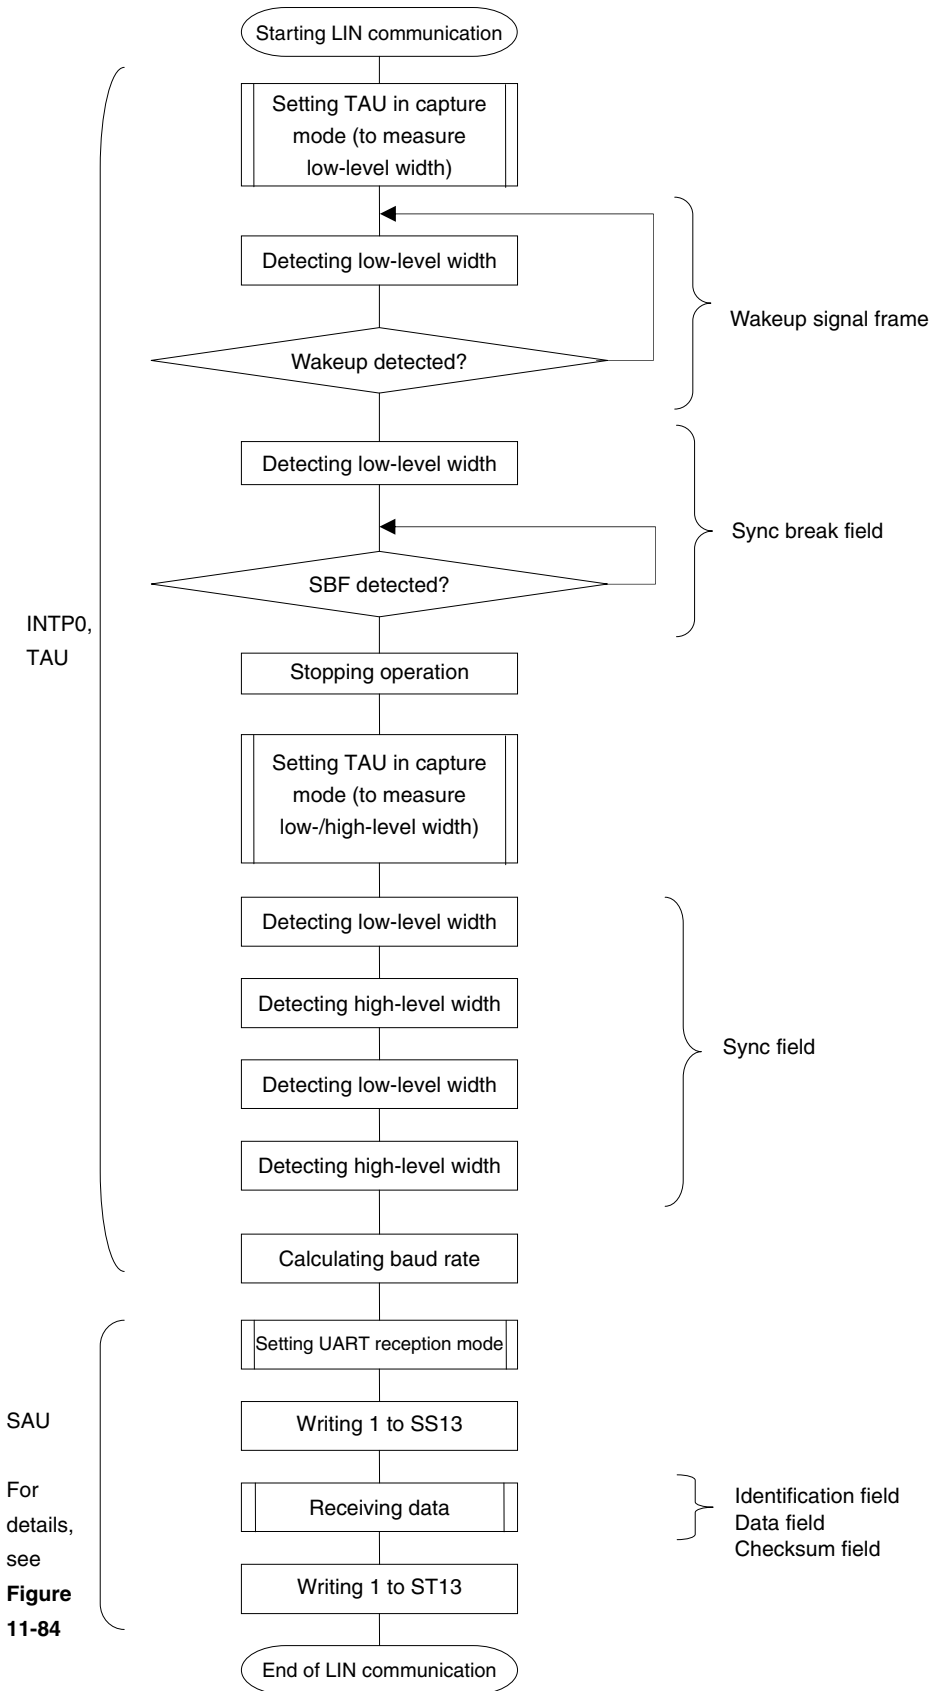 Starting LIN communication
Setting TAU in capture
mode (to measure
low-level width)
Detecting low-level width
Wakeup detected?
Wakeup signal frame
Detecting low-level width
SBF detected?
Sync break field
INTP0,
TAU
Stopping operation
Setting TAU in capture
mode (to measure
low-/high-level width)
Detecting low-level width
Detecting high-level width
Detecting low-level width
Detecting high-level width
Sync field
Calculating baud rate
Setting UART reception mode
SAU
For
details,
see
Figure
11-84
Writing 1 to SS13
Receiving data
Identification field
Data field
Checksum field
Writing 1 to ST13
End of LIN communication